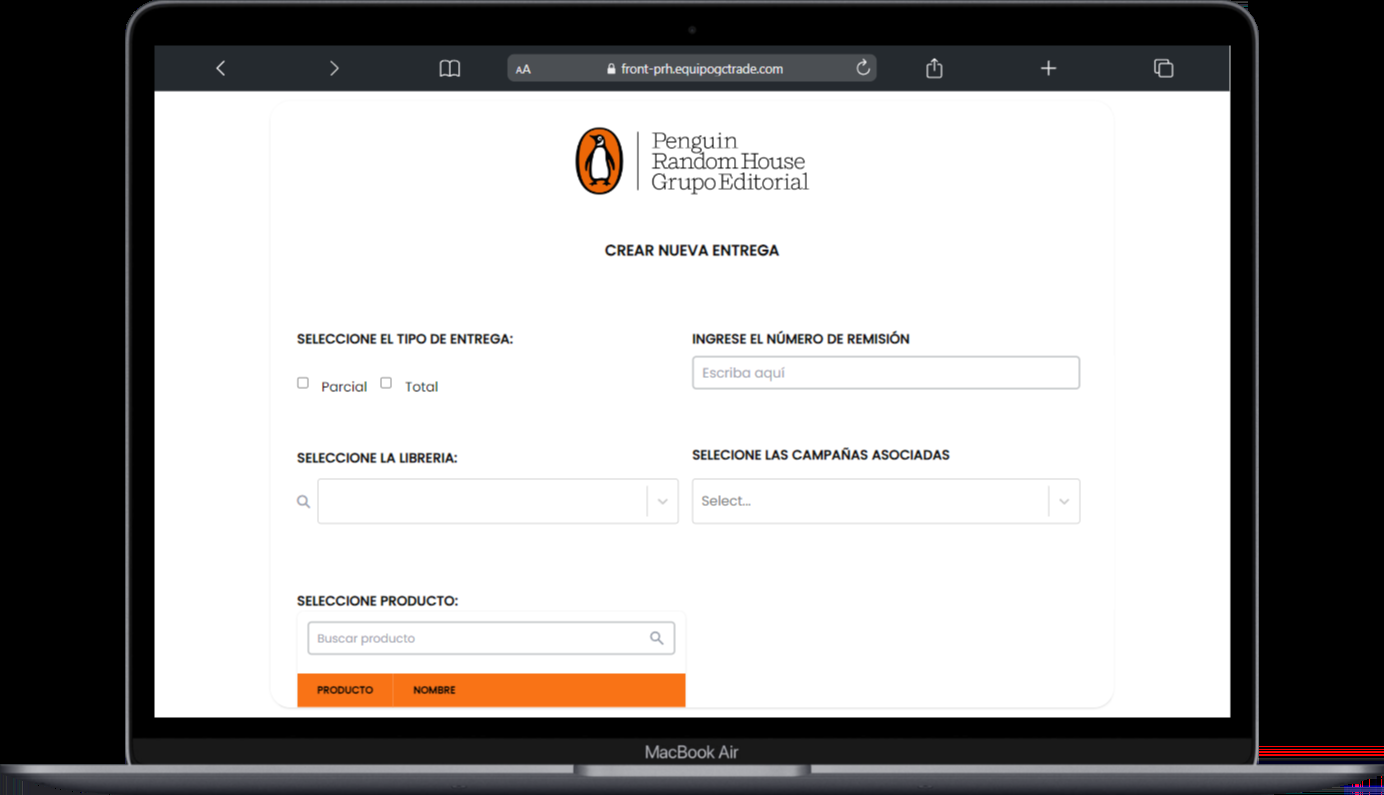 AA front-prh.equipogctrade.com
Penguin
Random House
Grupo Editorial
CREAR NUEVA ENTREGA
SELECCIONE EL TIPO DE ENTREGA:
Parcial Total
INGRESE EL NÚMERO DE REMISIÓN
Escriba aquí
SELECCIONE LA LIBRERIA:
SELECIONE LAS CAMPAÑAS ASOCIADAS
Select...
SELECCIONE PRODUCTO:
Buscar producto
PRODUCTO NOMBRE
MacBook Air